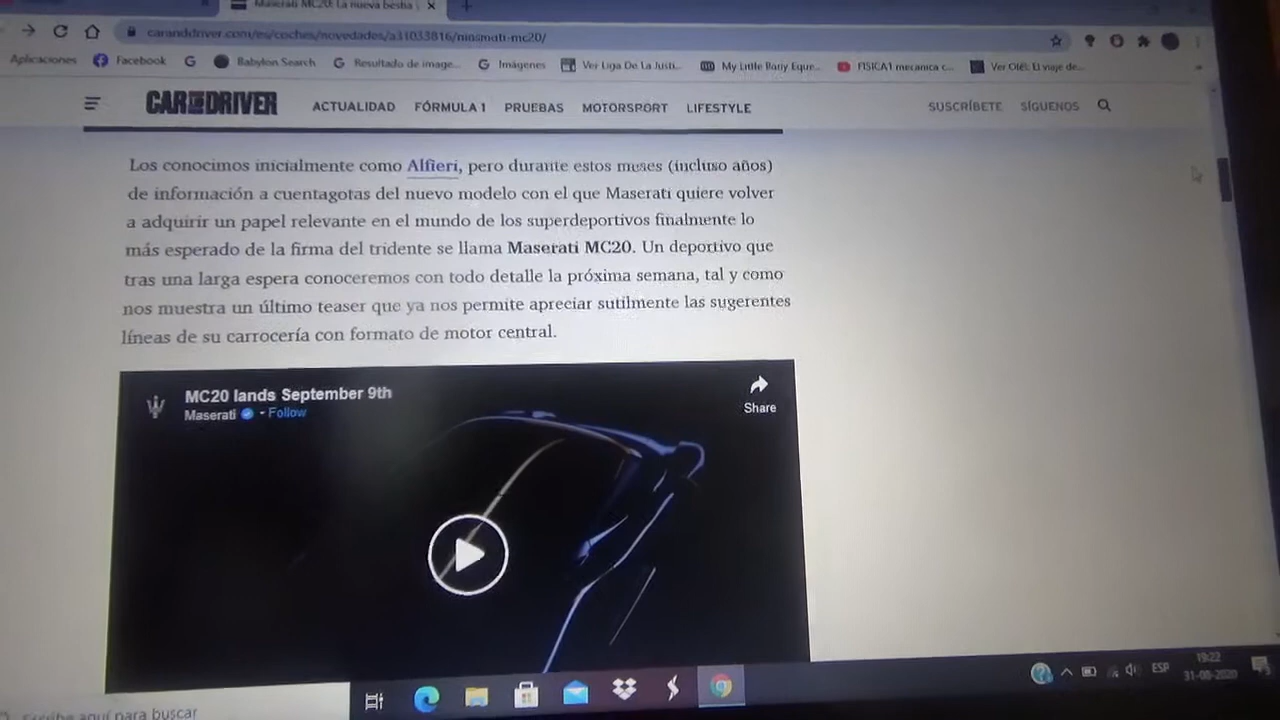 Maserati MC20: La nueva bestia
caranddriver.com/es/coches/novedades/a31033816/maserati-mc20/
Aplicaciones Facebook Babylon Search Resultado de image... Imágenes Ver Liga De La Justi... My Little Pany Eque... FISICA1 mecanica c... Ver Olél. El viaje de...
CAR AND DRIVER ACTUALIDAD FÓRMULA 1 PRUEBAS MOTORSPORT LIFESTYLE SUSCRÍBETE SÍGUENOS
Los conocimos inicialmente como Alfieri, pero durante estos meses (incluso años)
de información a cuentagotas del nuevo modelo con el que Maserati quiere volver
a adquirir un papel relevante en el mundo de los superdeportivos finalmente lo
más esperado de la firma del tridente se llama Maserati MC20. Un deportivo que
tras una larga espera conoceremos con todo detalle la próxima semana, tal y como
nos muestra un último teaser que ya nos permite apreciar sutilmente las sugerentes
líneas de su carrocería con formato de motor central.
MC20 lands September 9th
Maserati - Follow
Share
ESP
19:22
31-08-2020
Escribe aquí para buscar